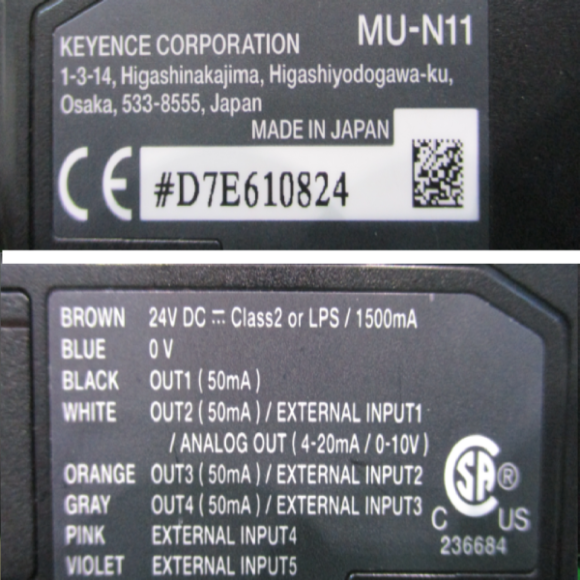 KEYENCE CORPORATION MU-N11
1-3-14, Higashinakajima, Higashiyodogawa-ku,
Osaka, 533-8555, Japan
MADE IN JAPAN
CE #D7E610824
BROWN 24V DC ⎓ Class2 or LPS / 1500mA
BLUE 0 V
BLACK OUT1 ( 50mA )
WHITE OUT2 ( 50mA ) / EXTERNAL INPUT1
/ ANALOG OUT ( 4-20mA / 0-10V )
ORANGE OUT3 ( 50mA ) / EXTERNAL INPUT2
GRAY OUT4 ( 50mA ) / EXTERNAL INPUT3
PINK EXTERNAL INPUT4
VIOLET EXTERNAL INPUT5
SA ®
C US
236684